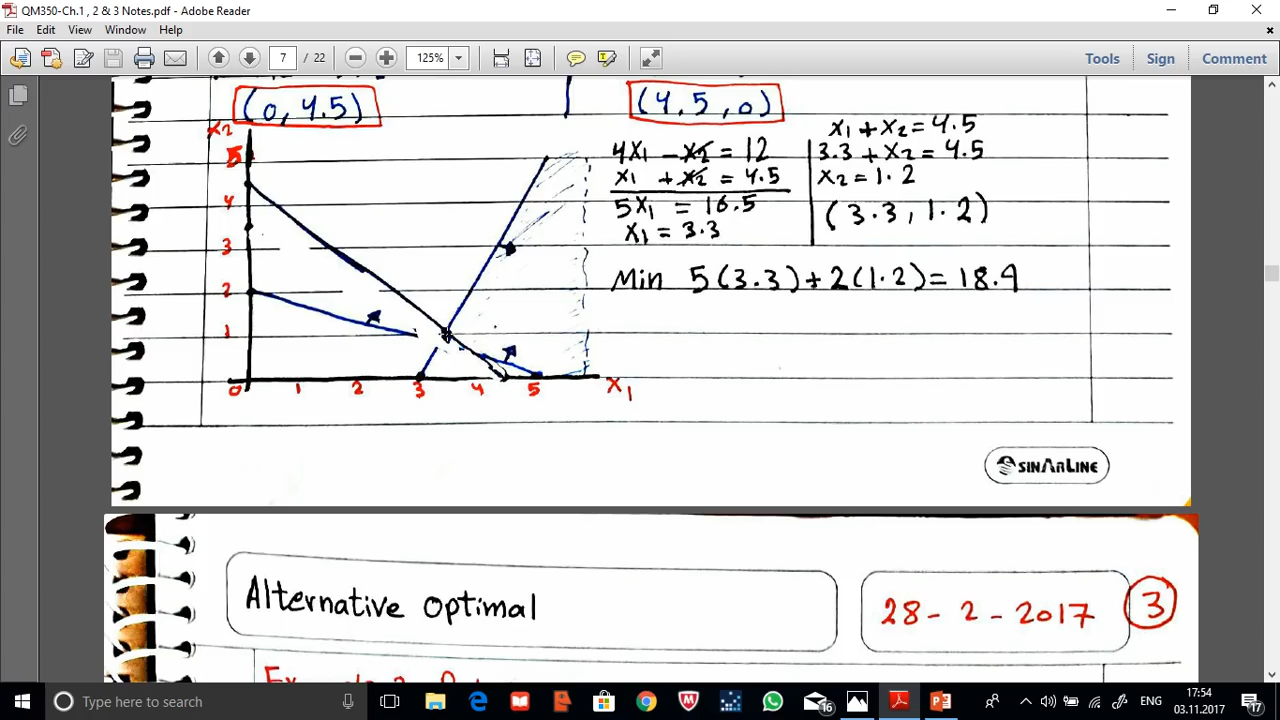 QM350-Ch.1, 2 & 3 Notes.pdf - Adobe Reader
File Edit View Window Help
7 / 22 125% Tools Sign Comment
(0, 4.5)
(4.5, 0)
x2
5
4
3
2
1
0 1 2 3 4 5 x1
4x1 - x2 = 12
x1 + x2 = 4.5
5x1 = 16.5
x1 = 3.3
x1 + x2 = 4.5
3.3 + x2 = 4.5
x2 = 1.2
(3.3, 1.2)
Min 5(3.3) + 2(1.2) = 18.9
SINARLINE
Alternative optimal
28 - 2 - 2017
3
Type here to search
16
ENG
17:54
03.11.2017
17